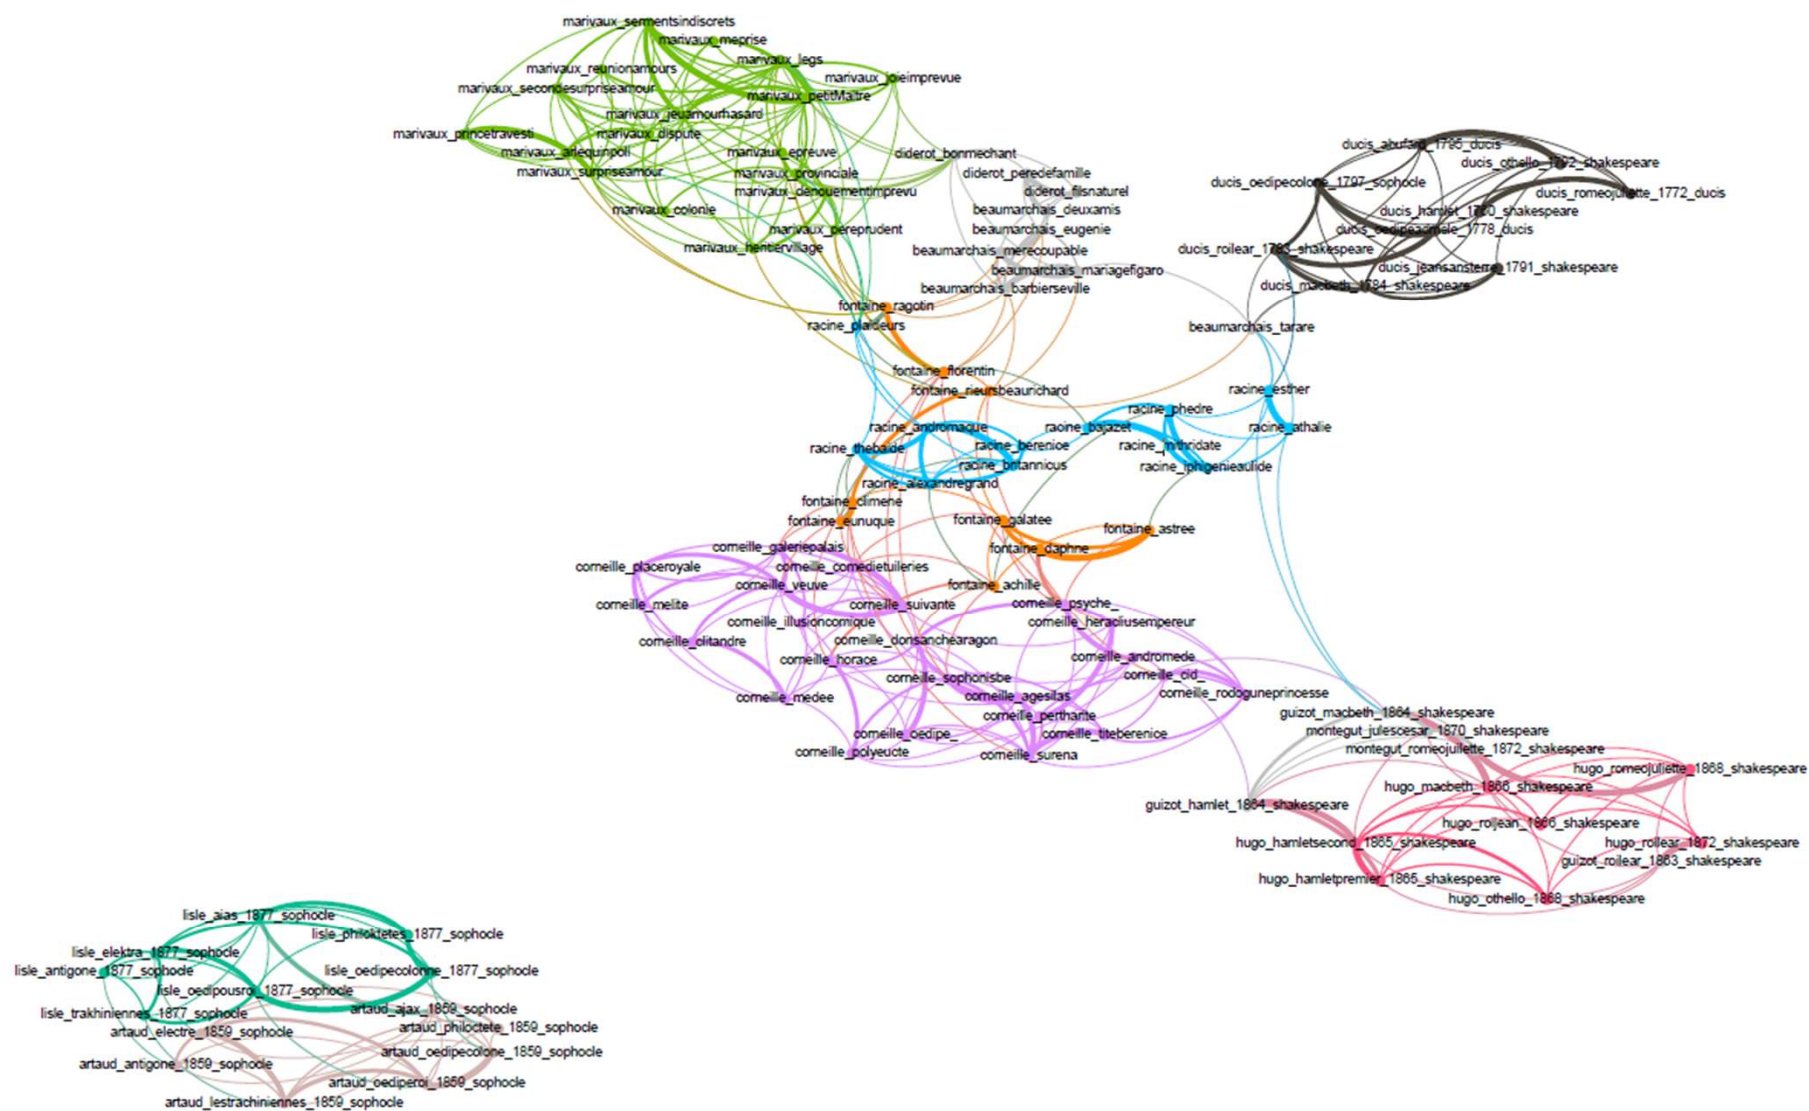 marivaux_sermentsindiscrets
marivaux_meprise
marivaux_legs
marivaux_reunionamours
marivaux_joieimprevue
marivaux_secondesurpriseamour
marivaux_petitMaitre
marivaux_jeuamourhasard
marivaux_princetravesti
marivaux_dispute
marivaux_arlequinpoli
marivaux_epreuve
marivaux_surpriseamour
marivaux_provinciale
marivaux_denouementimprevu
marivaux_colonie
marivaux_pereprudent
marivaux_heritiervillage
diderot_bonmechant
diderot_peredefamille
diderot_filsnaturel
beaumarchais_deuxamis
beaumarchais_eugenie
beaumarchais_merecoupable
beaumarchais_mariagefigaro
beaumarchais_barbierseville
ducis_abufard_1795_ducis
ducis_othello_1792_shakespeare
ducis_oedipecolone_1797_sophocle
ducis_romeojuliette_1772_ducis
ducis_hamlet_1760_shakespeare
ducis_oedipeadmele_1778_ducis
ducis_roilear_1783_shakespeare
ducis_jeansansterre_1791_shakespeare
ducis_macbeth_1784_shakespeare
beaumarchais_tarare
fontaine_ragotin
racine_plaideurs
fontaine_florentin
fontaine_rieursbeaurichard
racine_esther
racine_phedre
racine_andromaque
racine_bajazet
racine_athalie
racine_thebaide
racine_berenice
racine_mithridate
racine_britannicus
racine_iphigenieaulide
racine_alexandregrand
fontaine_climene
fontaine_eunuque
fontaine_galatee
fontaine_astree
fontaine_daphne
corneille_galeriepalais
corneille_placeroyale
corneille_comedietuileries
corneille_veuve
fontaine_achille
corneille_melite
corneille_suivante
corneille_psyche_
corneille_illusioncomique
corneille_heracliusempereur
corneille_clitandre
corneille_donsanchearagon
corneille_horace
corneille_andromede
corneille_sophonisbe
corneille_cid_
corneille_medee
corneille_agesilas
corneille_rodoguneprincesse
corneille_pertharite
corneille_oedipe_
corneille_titeberenice
corneille_polyeucte
corneille_surena
guizot_macbeth_1864_shakespeare
montegut_julescesar_1870_shakespeare
montegut_romeojuliette_1872_shakespeare
hugo_romeojuliette_1868_shakespeare
hugo_macbeth_1866_shakespeare
guizot_hamlet_1864_shakespeare
hugo_roijean_1866_shakespeare
hugo_hamletsecond_1865_shakespeare
hugo_roilear_1872_shakespeare
guizot_roilear_1863_shakespeare
hugo_hamletpremier_1865_shakespeare
hugo_othello_1868_shakespeare
lisle_aias_1877_sophocle
lisle_philoktetes_1877_sophocle
lisle_elektra_1877_sophocle
lisle_antigone_1877_sophocle
lisle_oedipecolonne_1877_sophocle
lisle_oedipousroi_1877_sophocle
lisle_trakhiniennes_1877_sophocle
artaud_ajax_1859_sophocle
artaud_electre_1859_sophocle
artaud_philoctete_1859_sophocle
artaud_oedipecolone_1859_sophocle
artaud_antigone_1859_sophocle
artaud_oediperoi_1859_sophocle
artaud_lestrachiniennes_1859_sophocle